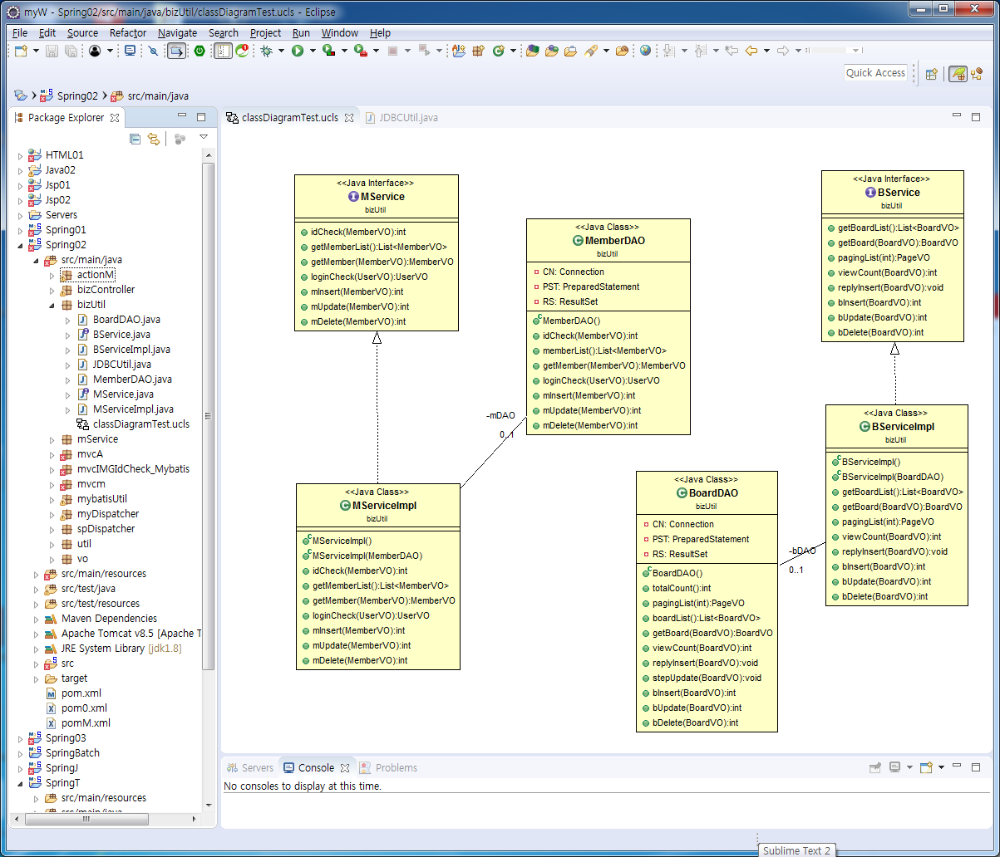 myW - Spring02/src/main/java/bizUtil/classDiagramTest.ucls - Eclipse
File Edit Source Refactor Navigate Search Project Run Window Help
Quick Access
Spring02 src/main/java
Package Explorer
HTML01
Java02
Jsp01
Jsp02
Servers
Spring01
Spring02
src/main/java
actionM
bizController
bizUtil
BoardDAO.java
BService.java
BServiceImpl.java
JDBCUtil.java
MemberDAO.java
MService.java
MServiceImpl.java
classDiagramTest.ucls
mService
mvcA
mvcIMGIdCheck_Mybatis
mvcm
mybatisUtil
myDispatcher
spDispatcher
util
vo
src/main/resources
src/test/java
src/test/resources
Maven Dependencies
Apache Tomcat v8.5 [Apache T
JRE System Library [jdk1.8]
src
target
pom.xml
pom0.xml
pomM.xml
Spring03
SpringBatch
SpringJ
SpringT
src/main/resources
src/main/java
classDiagramTest.ucls JDBCUtil.java
<<Java Interface>>
MService
bizUtil
idCheck(MemberVO):int
getMemberList():List<MemberVO>
getMember(MemberVO):MemberVO
loginCheck(UserVO):UserVO
mInsert(MemberVO):int
mUpdate(MemberVO):int
mDelete(MemberVO):int
<<Java Class>>
MemberDAO
bizUtil
CN: Connection
PST: PreparedStatement
RS: ResultSet
MemberDAO()
idCheck(MemberVO):int
memberList():List<MemberVO>
getMember(MemberVO):MemberVO
loginCheck(UserVO):UserVO
mInsert(MemberVO):int
mUpdate(MemberVO):int
mDelete(MemberVO):int
-mDAO
0..1
<<Java Class>>
MServiceImpl
bizUtil
MServiceImpl()
MServiceImpl(MemberDAO)
idCheck(MemberVO):int
getMemberList():List<MemberVO>
getMember(MemberVO):MemberVO
loginCheck(UserVO):UserVO
mInsert(MemberVO):int
mUpdate(MemberVO):int
mDelete(MemberVO):int
<<Java Interface>>
BService
bizUtil
getBoardList():List<BoardVO>
getBoard(BoardVO):BoardVO
pagingList(int):PageVO
viewCount(BoardVO):int
replyInsert(BoardVO):void
bInsert(BoardVO):int
bUpdate(BoardVO):int
bDelete(BoardVO):int
<<Java Class>>
BServiceImpl
bizUtil
BServiceImpl()
BServiceImpl(BoardDAO)
getBoardList():List<BoardVO>
getBoard(BoardVO):BoardVO
pagingList(int):PageVO
viewCount(BoardVO):int
replyInsert(BoardVO):void
bInsert(BoardVO):int
bUpdate(BoardVO):int
bDelete(BoardVO):int
-bDAO
0..1
<<Java Class>>
BoardDAO
bizUtil
CN: Connection
PST: PreparedStatement
RS: ResultSet
BoardDAO()
totalCount():int
pagingList(int):PageVO
boardList():List<BoardVO>
getBoard(BoardVO):BoardVO
viewCount(BoardVO):int
replyInsert(BoardVO):void
stepUpdate(BoardVO):void
bInsert(BoardVO):int
bUpdate(BoardVO):int
bDelete(BoardVO):int
Servers Console Problems
No consoles to display at this time.
Sublime Text 2